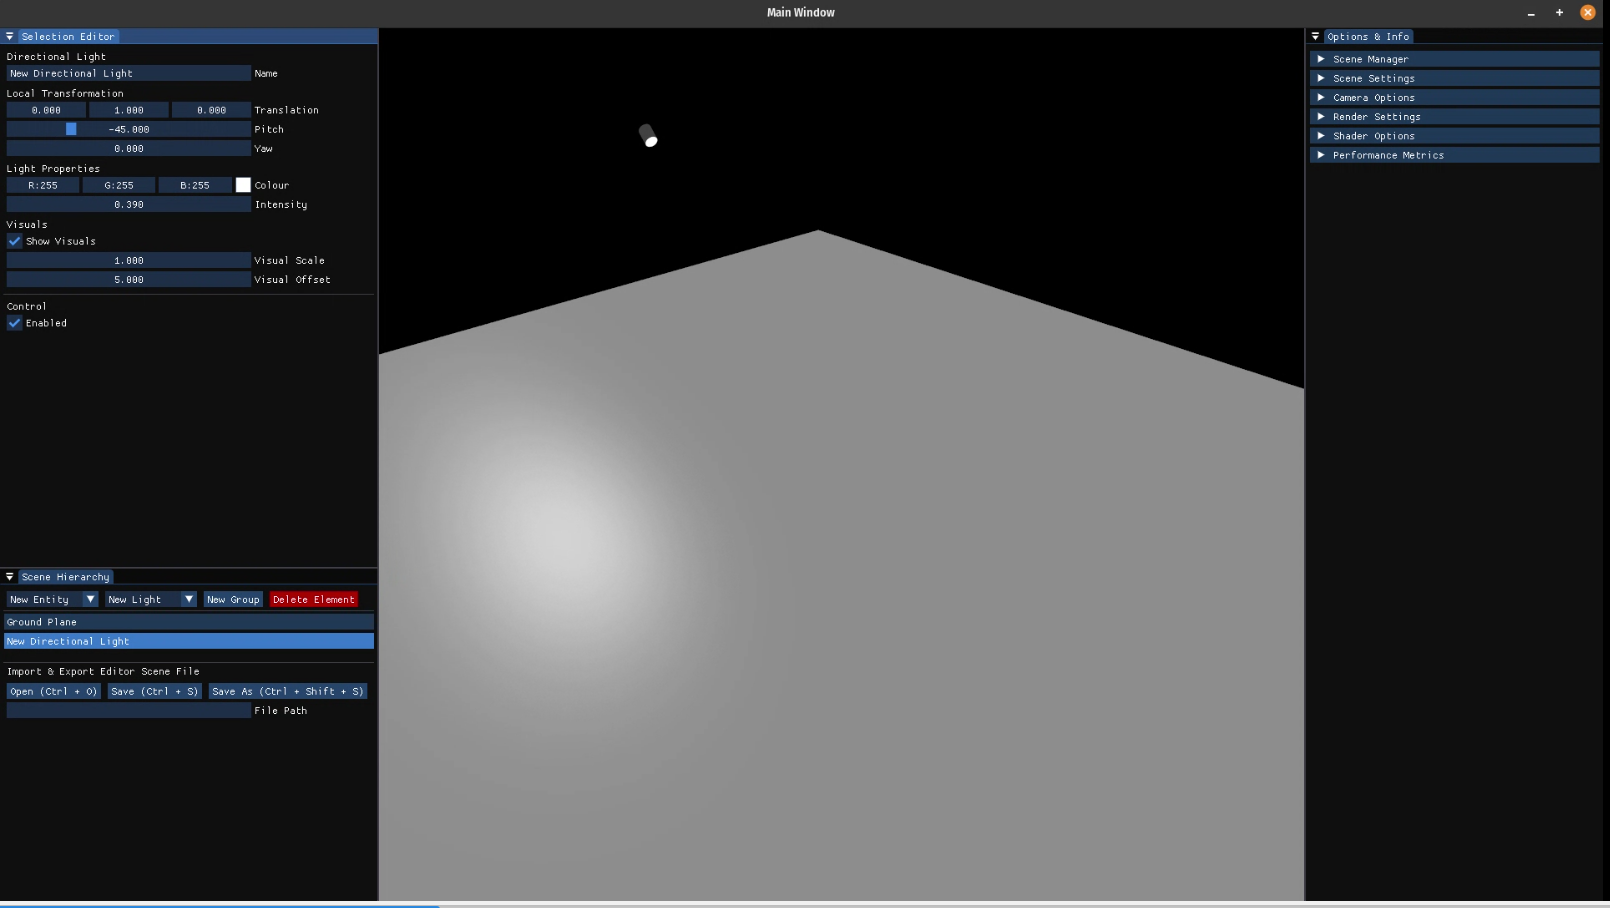 Main Window
Selection Editor
Directional Light
New Directional Light Name
Local Transformation
0.000 1.000 0.000 Translation
-45.000 Pitch
0.000 Yaw
Light Properties
R:255 G:255 B:255 Colour
0.390 Intensity
Visuals
Show Visuals
1.000 Visual Scale
5.000 Visual Offset
Control
Enabled
Scene Hierarchy
New Entity New Light New Group Delete Element
Ground Plane
New Directional Light
Import & Export Editor Scene File
Open (Ctrl + O) Save (Ctrl + S) Save As (Ctrl + Shift + S)
File Path
Options & Info
Scene Manager
Scene Settings
Camera Options
Render Settings
Shader Options
Performance Metrics